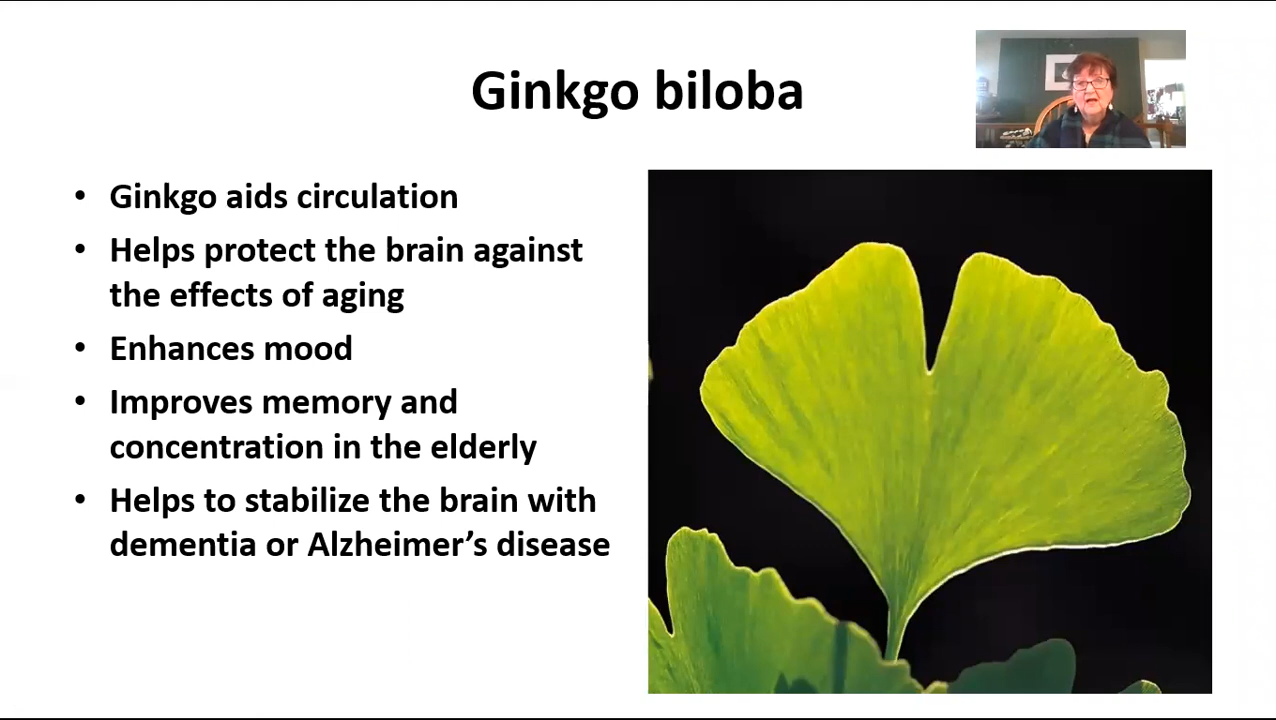 Ginkgo biloba
• Ginkgo aids circulation
• Helps protect the brain against
the effects of aging
• Enhances mood
• Improves memory and
concentration in the elderly
• Helps to stabilize the brain with
dementia or Alzheimer’s disease